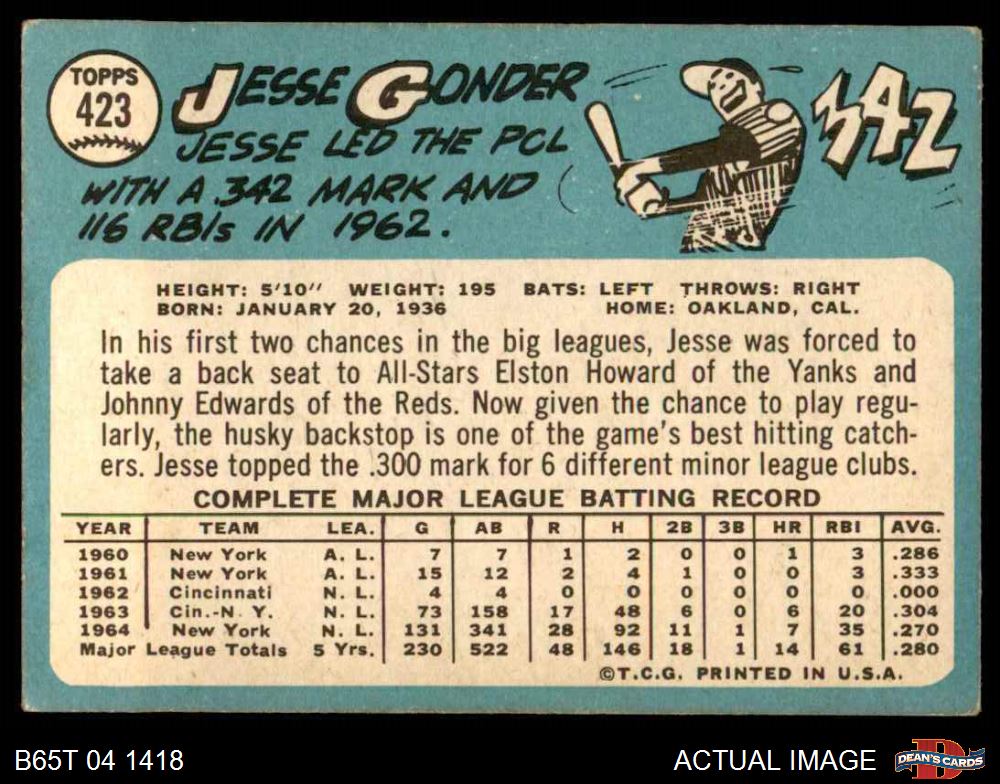 TOPPS
423
JESSE GONDER
JESSE LED THE PCL
WITH A .342 MARK AND
116 RBIs IN 1962.
342
HEIGHT: 5'10" WEIGHT: 195 BATS: LEFT THROWS: RIGHT
BORN: JANUARY 20, 1936 HOME: OAKLAND, CAL.
In his first two chances in the big leagues, Jesse was forced to
take a back seat to All-Stars Elston Howard of the Yanks and
Johnny Edwards of the Reds. Now given the chance to play regu-
larly, the husky backstop is one of the game's best hitting catch-
ers. Jesse topped the .300 mark for 6 different minor league clubs.
COMPLETE MAJOR LEAGUE BATTING RECORD
YEAR TEAM LEA. G AB R H 2B 3B HR RBI AVG.
1960 New York A. L. 7 7 1 2 0 0 1 3 .286
1961 New York A. L. 15 12 2 4 1 0 0 3 .333
1962 Cincinnati N. L. 4 4 0 0 0 0 0 0 .000
1963 Cin.-N. Y. N. L. 73 158 17 48 6 0 6 20 .304
1964 New York N. L. 131 341 28 92 11 1 7 35 .270
Major League Totals 5 Yrs. 230 522 48 146 18 1 14 61 .280
©T.C.G. PRINTED IN U.S.A.
B65T 04 1418 ACTUAL IMAGE DEAN'S CARDS